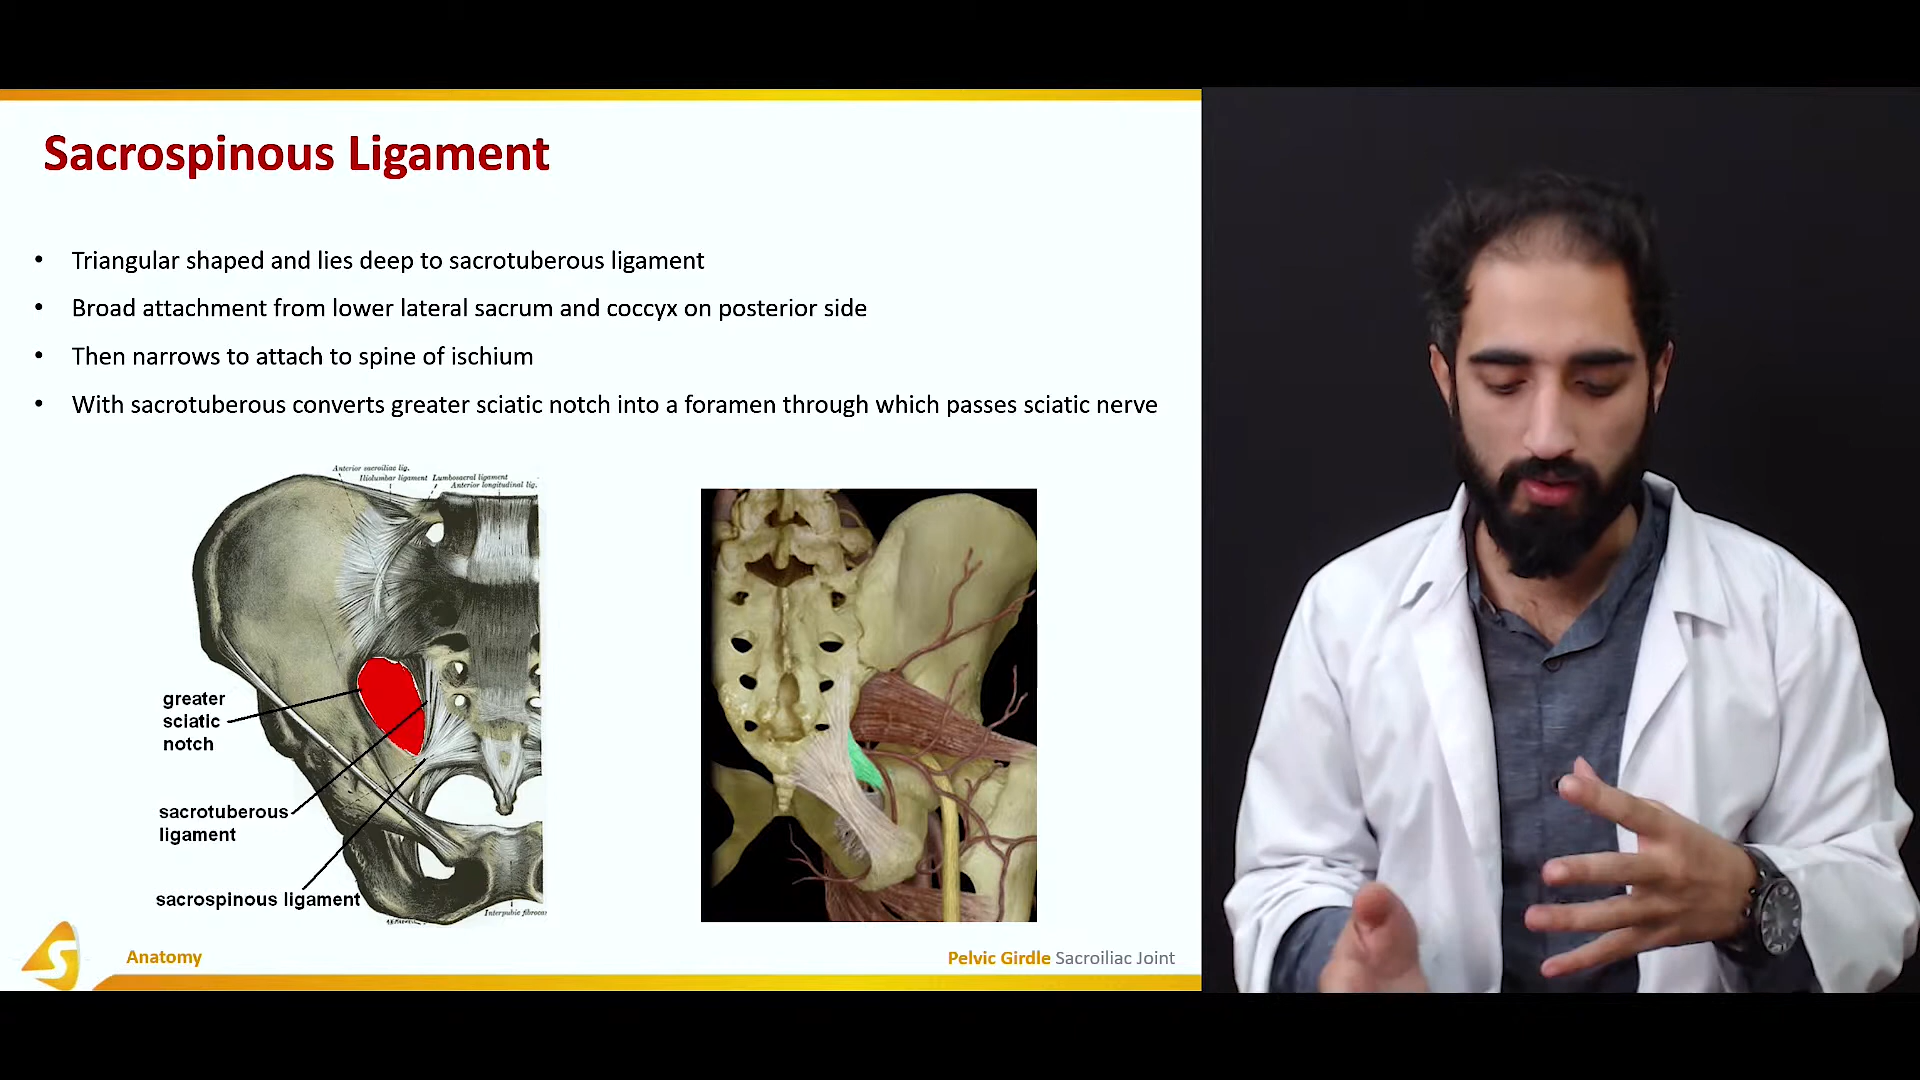 Sacrospinous Ligament
• Triangular shaped and lies deep to sacrotuberous ligament
• Broad attachment from lower lateral sacrum and coccyx on posterior side
• Then narrows to attach to spine of ischium
• With sacrotuberous converts greater sciatic notch into a foramen through which passes sciatic nerve
Anterior sacroiliac lig.
Iliolumbar ligament Lumbosacral ligament
Anterior longitudinal lig.
greater
sciatic
notch
sacrotuberous
ligament
sacrospinous ligament
Interpubic fibroca
S
Anatomy
Pelvic Girdle Sacroiliac Joint